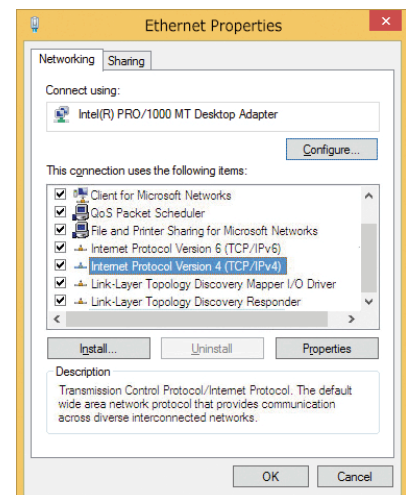 Ethernet Properties
Networking
Sharing
Connect using:
Intel(R) PRO/1000 MT Desktop Adapter
Configure...
This connection uses the following items:
Client for Microsoft Networks
QoS Packet Scheduler
File and Printer Sharing for Microsoft Networks
Internet Protocol Version 6 (TCP/IPv6)
Internet Protocol Version 4 (TCP/IPv4)
Link-Layer Topology Discovery Mapper I/O Driver
Link-Layer Topology Discovery Responder
Install...
Uninstall
Properties
Description
Transmission Control Protocol/Internet Protocol. The default
wide area network protocol that provides communication
across diverse interconnected networks.
OK
Cancel